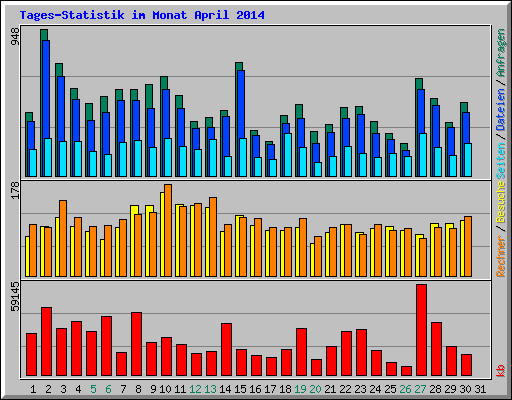 Tages-Statistik im Monat April 2014
948
178
59145
Rechner / Besuche
Seiten / Dateien / Anfragen
kb
1 2 3 4 5 6 7 8 9 10 11 12 13 14 15 16 17 18 19 20 21 22 23 24 25 26 27 28 29 30 31